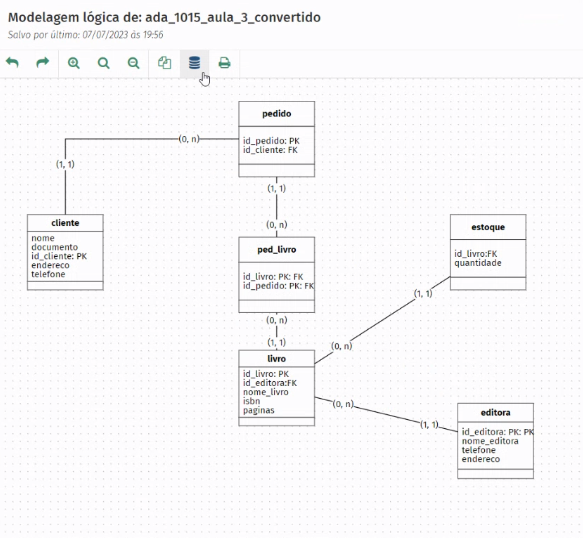 Modelagem lógica de: ada_1015_aula_3_convertido
Salvo por último: 07/07/2023 ás 19:56
pedido
id_pedido: PK
id_cliente: FK
(0, n)
(1, 1)
(1, 1)
(0, n)
cliente
nome
documento
id_cliente: PK
endereco
telefone
ped_livro
id_livro: PK: FK
id_pedido: PK: FK
estoque
id_livro:FK
quantidade
(1, 1)
(0, n)
(0, n)
(1, 1)
livro
id_livro: PK
id_editora:FK
nome_livro
isbn
paginas
(0, n)
(1, 1)
editora
id_editora: PK: PK
nome_editora
telefone
endereco